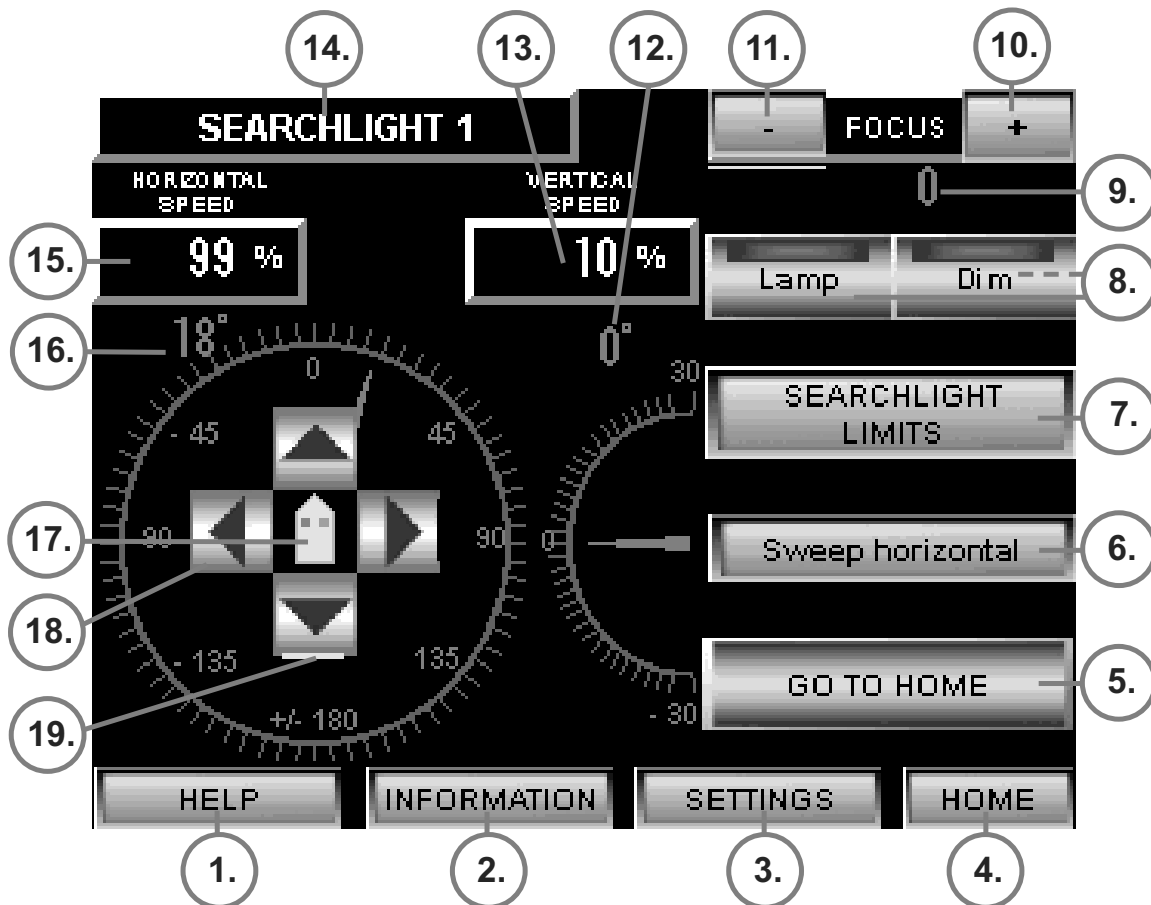 14.
13.
12.
11.
10.
SEARCHLIGHT 1
-
FOCUS
+
HORIZONTAL
SPEED
VERTICAL
SPEED
0
9.
15.
99 %
10 %
Lamp
Dim
8.
16.
18°
0°
0
- 45
45
90
90
- 135
135
+/- 180
30
0
- 30
SEARCHLIGHT
LIMITS
7.
17.
Sweep horizontal
6.
18.
GO TO HOME
5.
19.
HELP
INFORMATION
SETTINGS
HOME
1.
2.
3.
4.